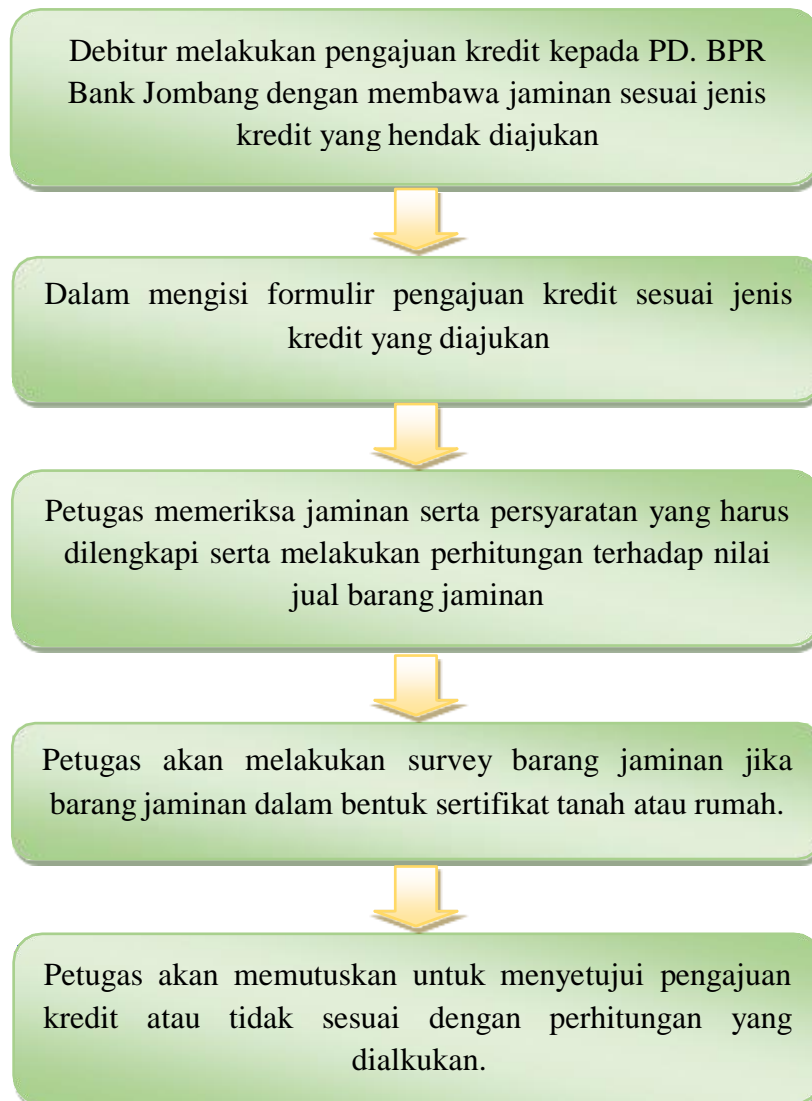 Debitur melakukan pengajuan kredit kepada PD. BPR
Bank Jombang dengan membawa jaminan sesuai jenis
kredit yang hendak diajukan
Dalam mengisi formulir pengajuan kredit sesuai jenis
kredit yang diajukan
Petugas memeriksa jaminan serta persyaratan yang harus
dilengkapi serta melakukan perhitungan terhadap nilai
jual barang jaminan
Petugas akan melakukan survey barang jaminan jika
barang jaminan dalam bentuk sertifikat tanah atau rumah.
Petugas akan memutuskan untuk menyetujui pengajuan
kredit atau tidak sesuai dengan perhitungan yang
dialkukan.